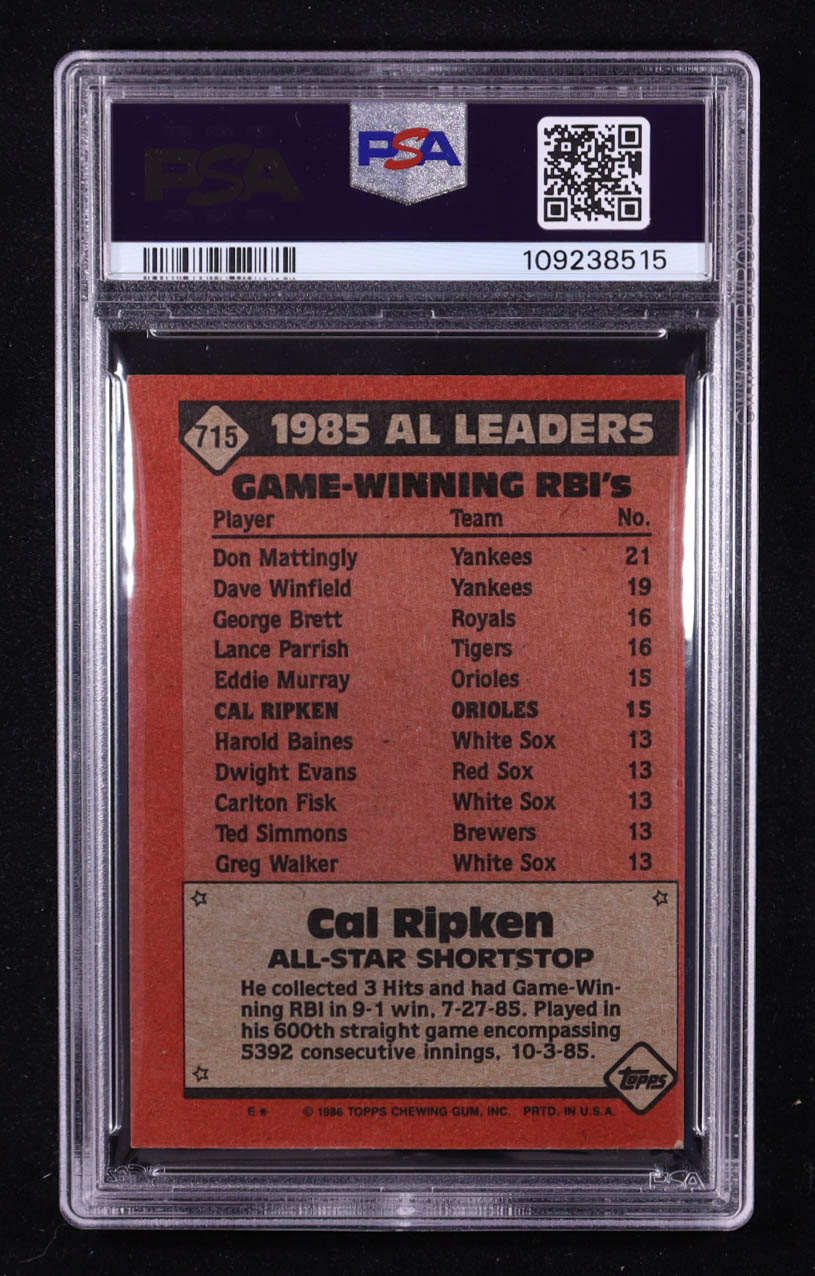 PSA
PSA
109238515
715
1985 AL LEADERS
GAME-WINNING RBI'S
Player Team No.
Don Mattingly Yankees 21
Dave Winfield Yankees 19
George Brett Royals 16
Lance Parrish Tigers 16
Eddie Murray Orioles 15
CAL RIPKEN ORIOLES 15
Harold Baines White Sox 13
Dwight Evans Red Sox 13
Carlton Fisk White Sox 13
Ted Simmons Brewers 13
Greg Walker White Sox 13
Cal Ripken
ALL-STAR SHORTSTOP
He collected 3 Hits and had Game-Win-
ning RBI in 9-1 win, 7-27-85. Played in
his 600th straight game encompassing
5392 consecutive innings, 10-3-85.
topps
E* © 1986 TOPPS CHEWING GUM, INC. PRTD. IN U.S.A.
PSA